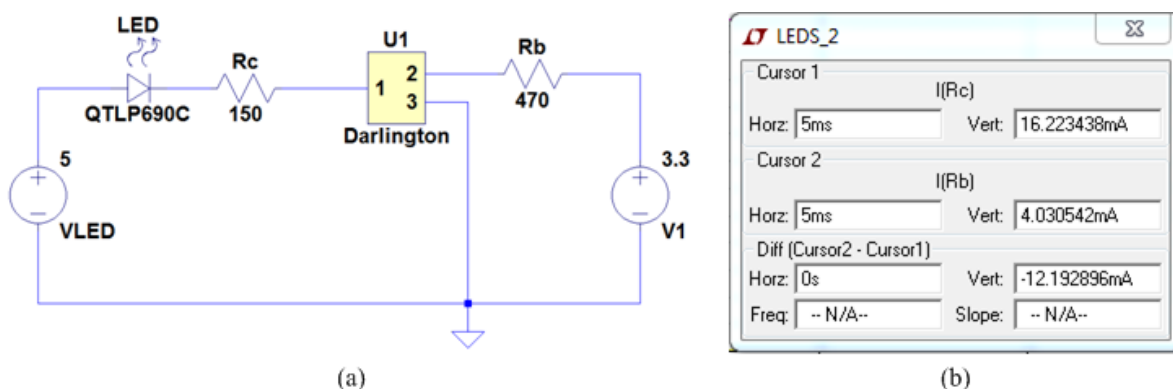 LED
QTLP690C
Rc
150
U1
1
2
3
Darlington
Rb
470
5
VLED
3.3
V1
(a)
LEDS_2
Cursor 1
I(Rc)
Horz: 5ms Vert: 16.223438mA
Cursor 2
I(Rb)
Horz: 5ms Vert: 4.030542mA
Diff (Cursor2 - Cursor1)
Horz: 0s Vert: -12.192896mA
Freq: -- N/A-- Slope: -- N/A--
(b)